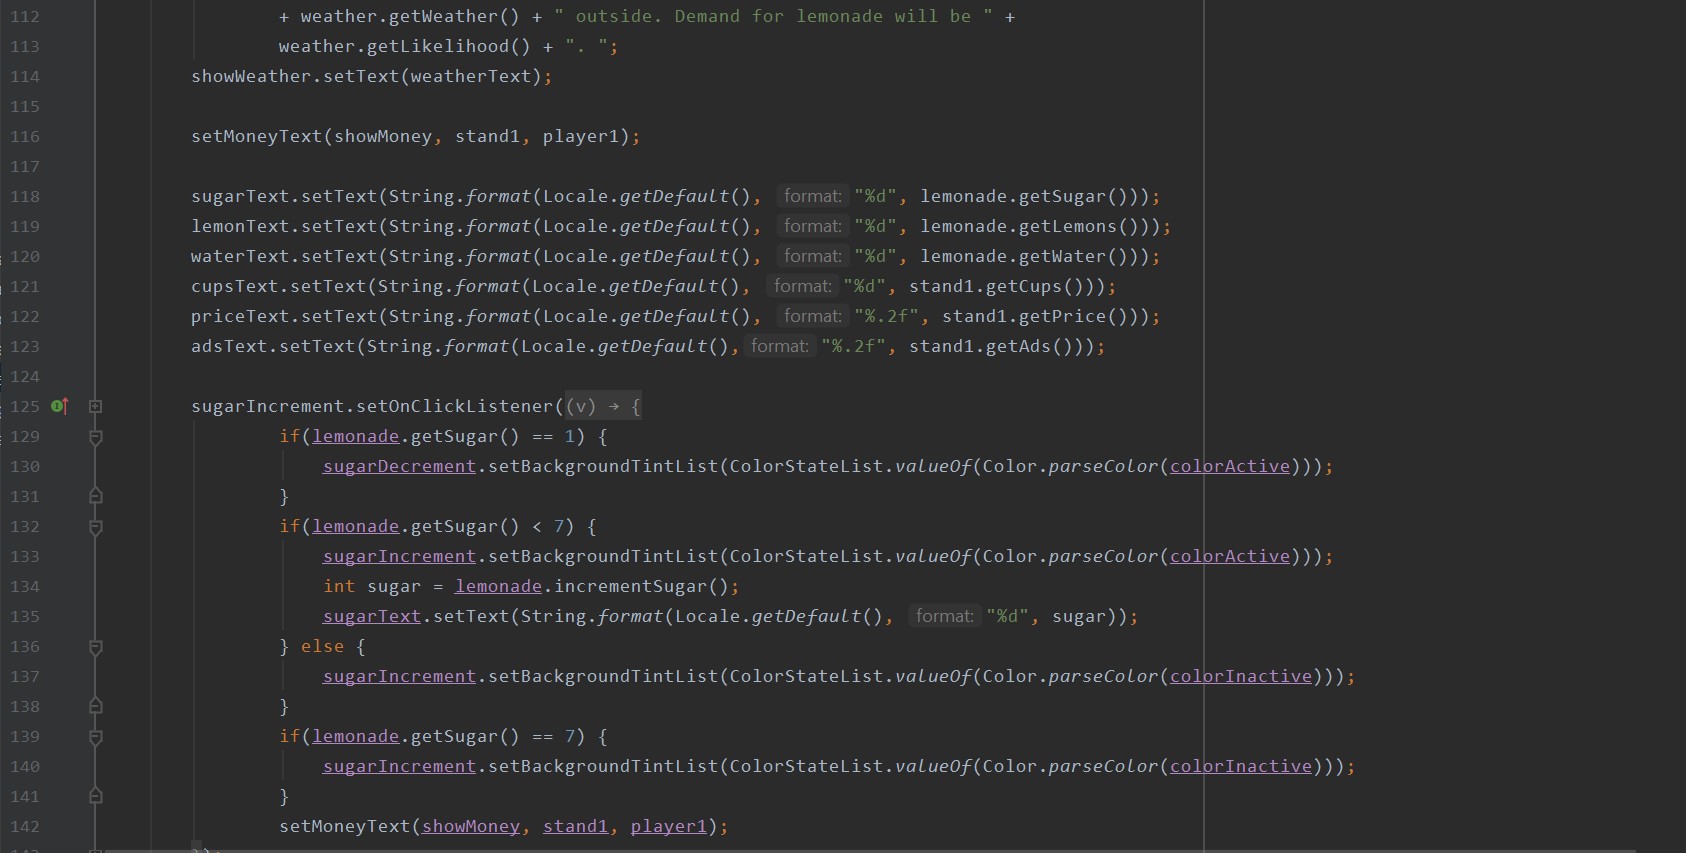 112 + weather.getWeather() + " outside. Demand for lemonade will be " +
113 weather.getLikelihood() + ". ";
114 showWeather.setText(weatherText);
115
116 setMoneyText(showMoney, stand1, player1);
117
118 sugarText.setText(String.format(Locale.getDefault(), format: "%d", lemonade.getSugar()));
119 lemonText.setText(String.format(Locale.getDefault(), format: "%d", lemonade.getLemons()));
120 waterText.setText(String.format(Locale.getDefault(), format: "%d", lemonade.getWater()));
121 cupsText.setText(String.format(Locale.getDefault(), format: "%d", stand1.getCups()));
122 priceText.setText(String.format(Locale.getDefault(), format: "%.2f", stand1.getPrice()));
123 adsText.setText(String.format(Locale.getDefault(), format: "%.2f", stand1.getAds()));
124
125 sugarIncrement.setOnClickListener((v) → {
129 if(lemonade.getSugar() == 1) {
130 sugarDecrement.setBackgroundTintList(ColorStateList.valueOf(Color.parseColor(colorActive)));
131 }
132 if(lemonade.getSugar() < 7) {
133 sugarIncrement.setBackgroundTintList(ColorStateList.valueOf(Color.parseColor(colorActive)));
134 int sugar = lemonade.incrementSugar();
135 sugarText.setText(String.format(Locale.getDefault(), format: "%d", sugar));
136 } else {
137 sugarIncrement.setBackgroundTintList(ColorStateList.valueOf(Color.parseColor(colorInactive)));
138 }
139 if(lemonade.getSugar() == 7) {
140 sugarIncrement.setBackgroundTintList(ColorStateList.valueOf(Color.parseColor(colorInactive)));
141 }
142 setMoneyText(showMoney, stand1, player1);